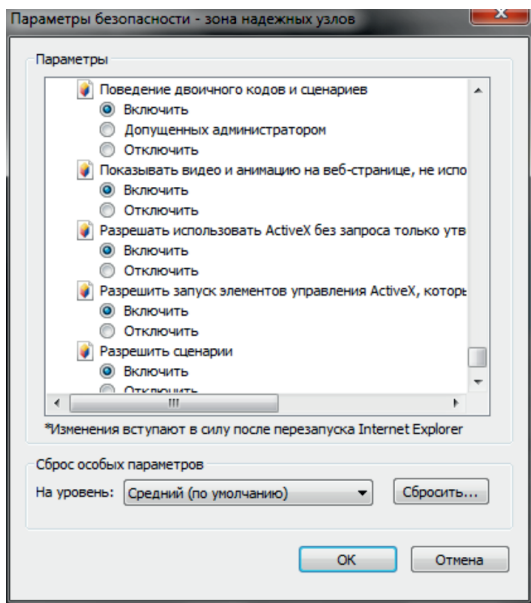 Параметры безопасности - зона надежных узлов
Параметры
Поведение двоичного кодов и сценариев
Включить
Допущенных администратором
Отключить
Показывать видео и анимацию на веб-странице, не испо
Включить
Отключить
Разрешать использовать ActiveX без запроса только утв
Включить
Отключить
Разрешить запуск элементов управления ActiveX, которы
Включить
Отключить
Разрешить сценарии
Включить
Отключить
*Изменения вступают в силу после перезапуска Internet Explorer
Сброс особых параметров
На уровень: Средний (по умолчанию) Сбросить...
ОК Отмена